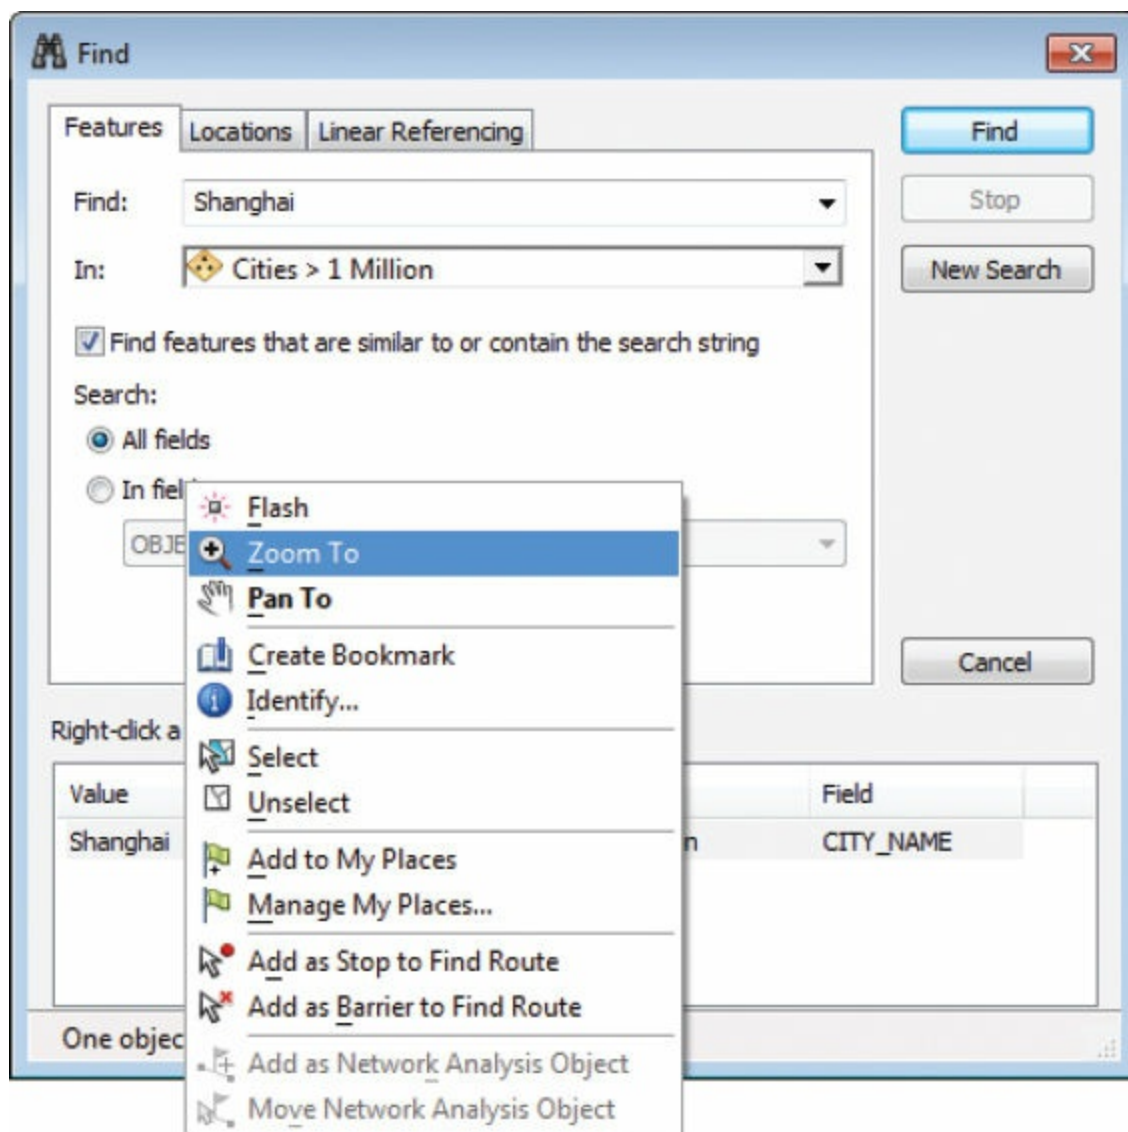 Find
Features Locations Linear Referencing
Find
Find: Shanghai
Stop
In: Cities > 1 Million
New Search
Find features that are similar to or contain the search string
Search:
All fields
In fiel
OBJE
Flash
Zoom To
Pan To
Create Bookmark
Cancel
Identify...
Right-click a
Select
Value Field
Unselect
Shanghai n CITY_NAME
Add to My Places
Manage My Places...
Add as Stop to Find Route
Add as Barrier to Find Route
One objec
Add as Network Analysis Object
Move Network Analysis Object